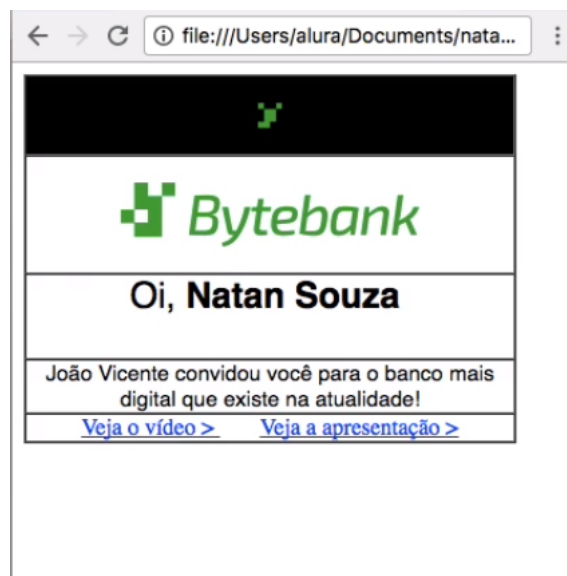 file:///Users/alura/Documents/nata...
Bytebank
Oi, Natan Souza
João Vicente convidou você para o banco mais
digital que existe na atualidade!
Veja o vídeo > Veja a apresentação >